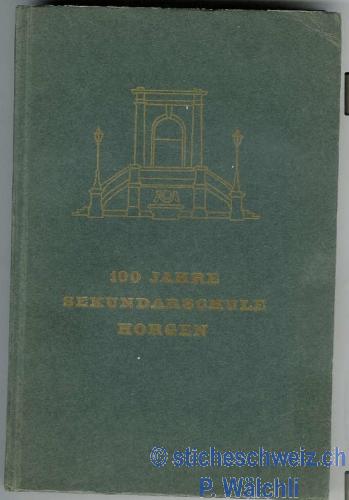 100 JAHRE
SEKUNDARSCHULE
HORGEN
© sticheschweiz.ch
P. Wälchli